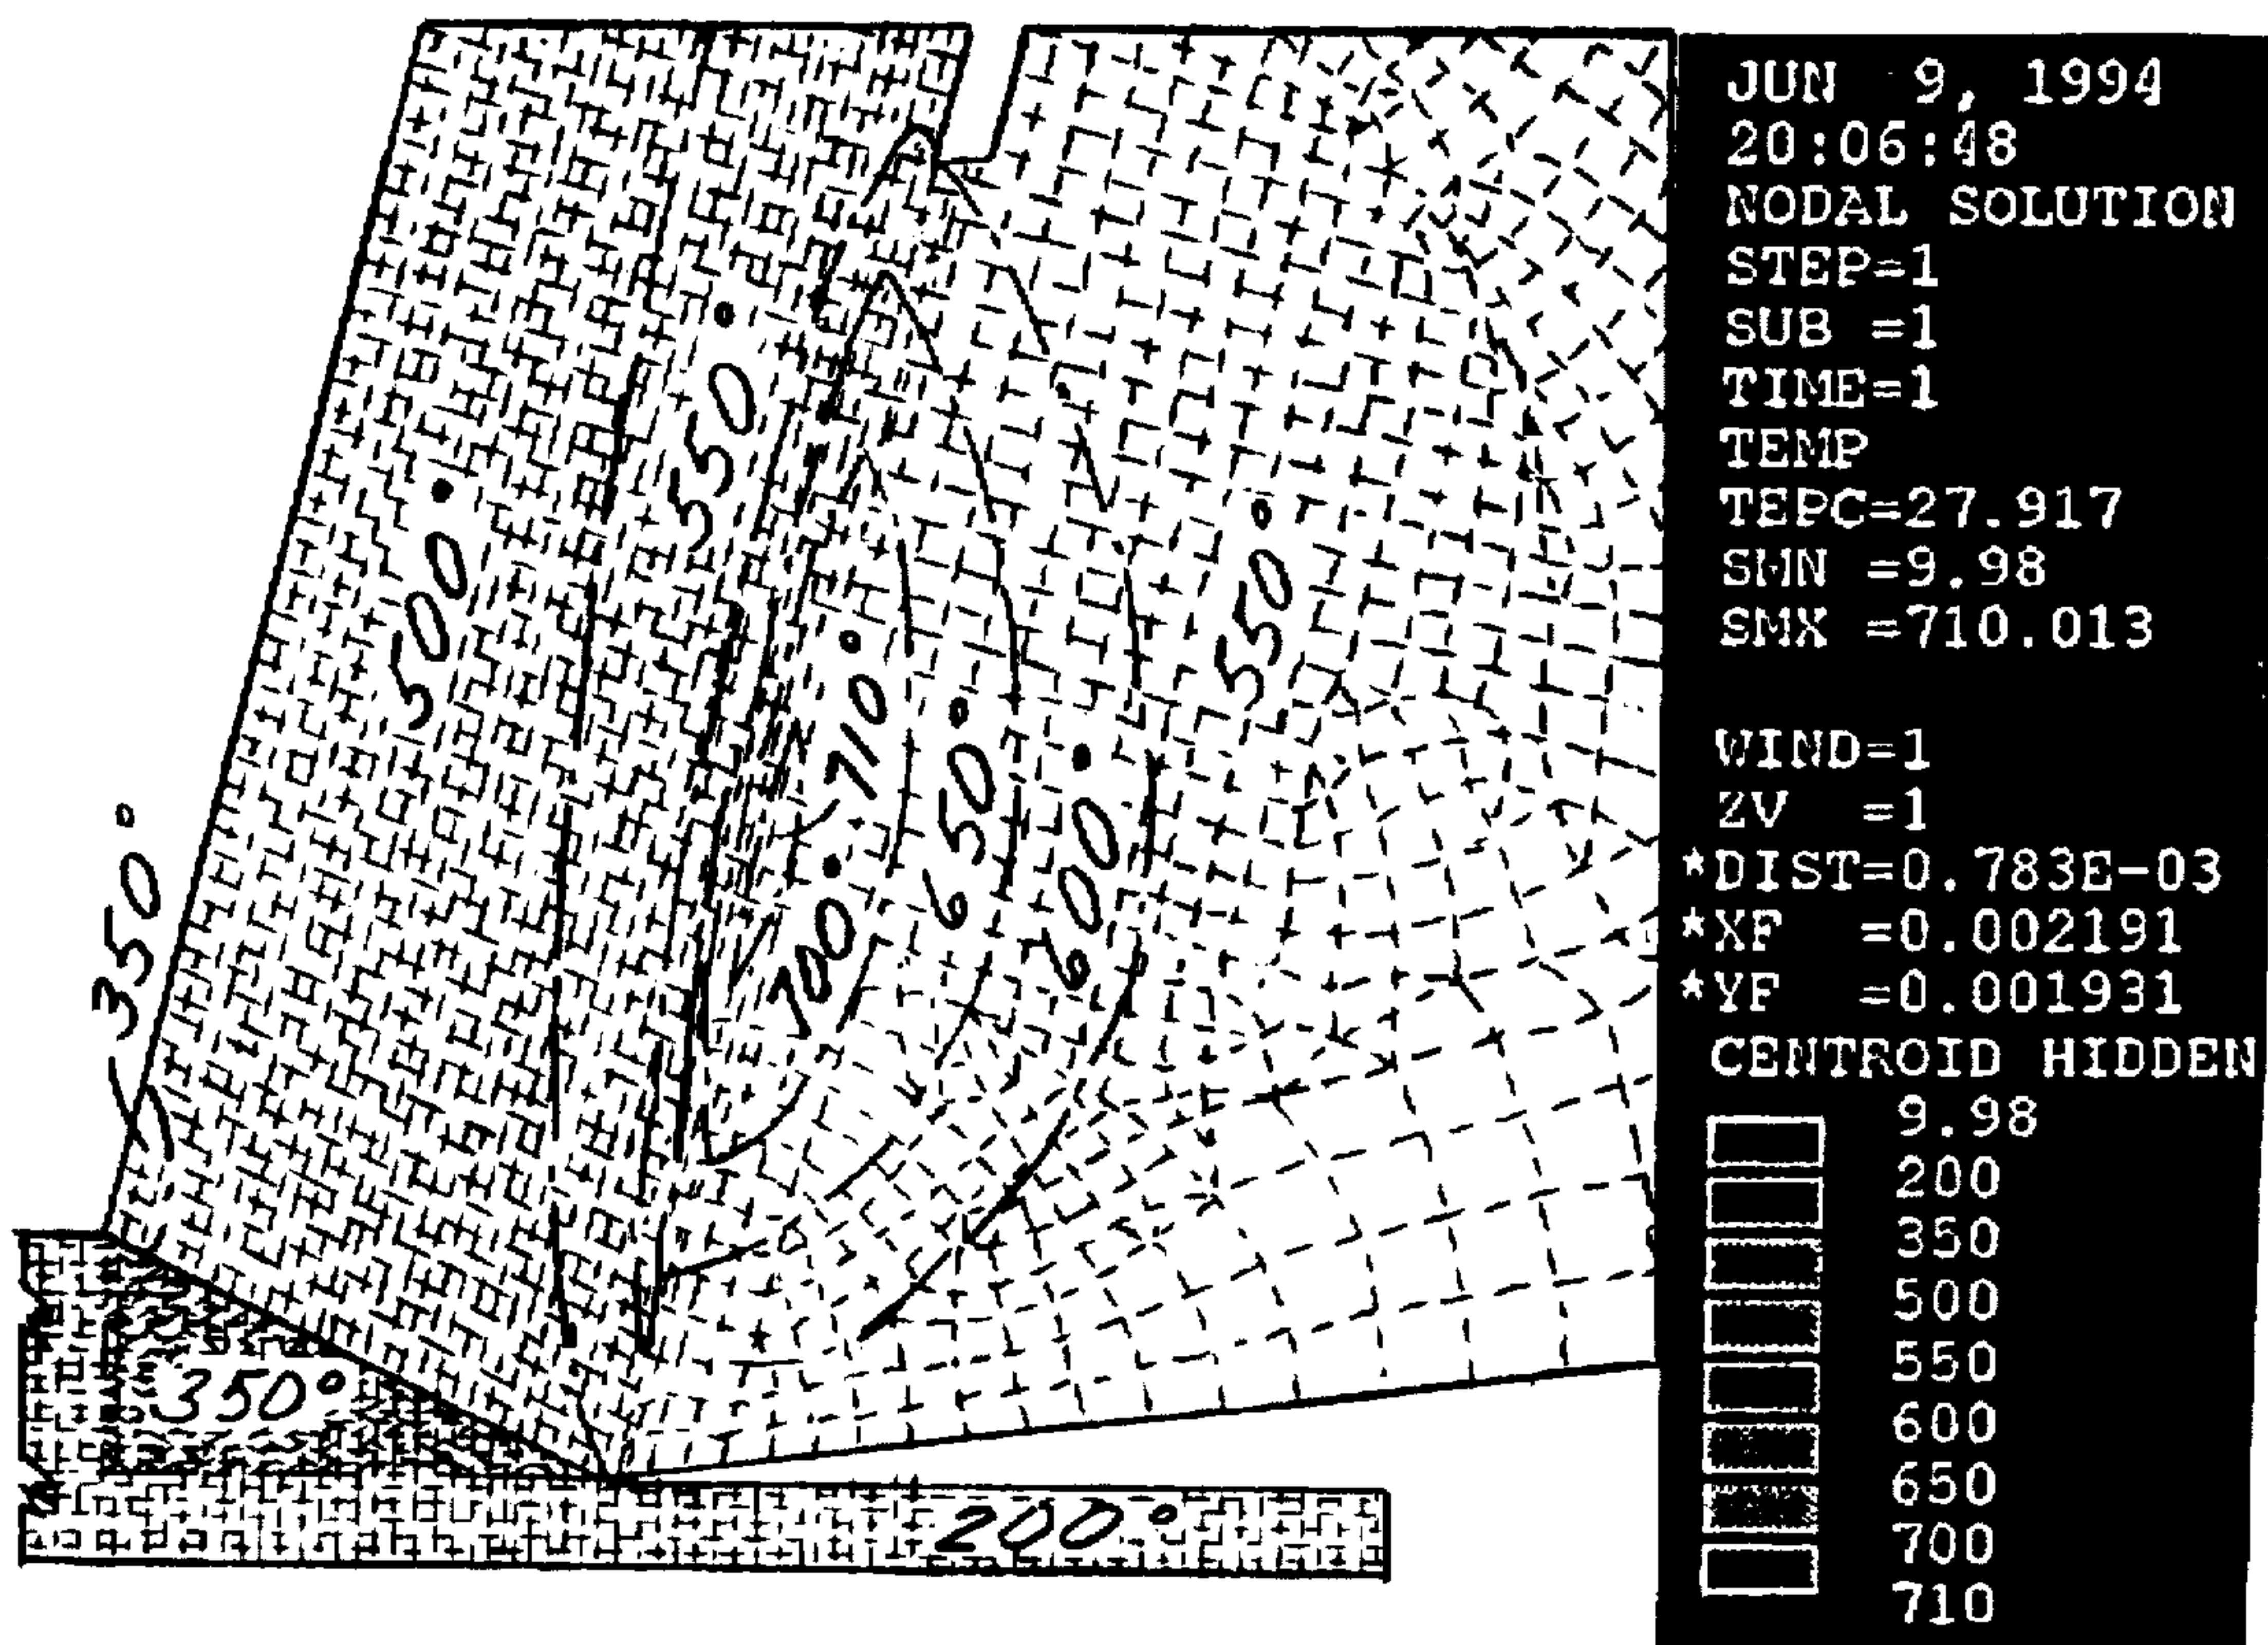 550°
500°
710°
550°
650°
600°
700°
350°
350°
200°
JUN 9, 1994
20:06:48
NODAL SOLUTION
STEP=1
SUB =1
TIME=1
TEMP
TEPC=27.917
SMN =9.98
SMX =710.013
WIND=1
ZV =1
*DIST=0.783E-03
*XF =0.002191
*YF =0.001931
CENTROID HIDDEN
9.98
200
350
500
550
600
650
700
710